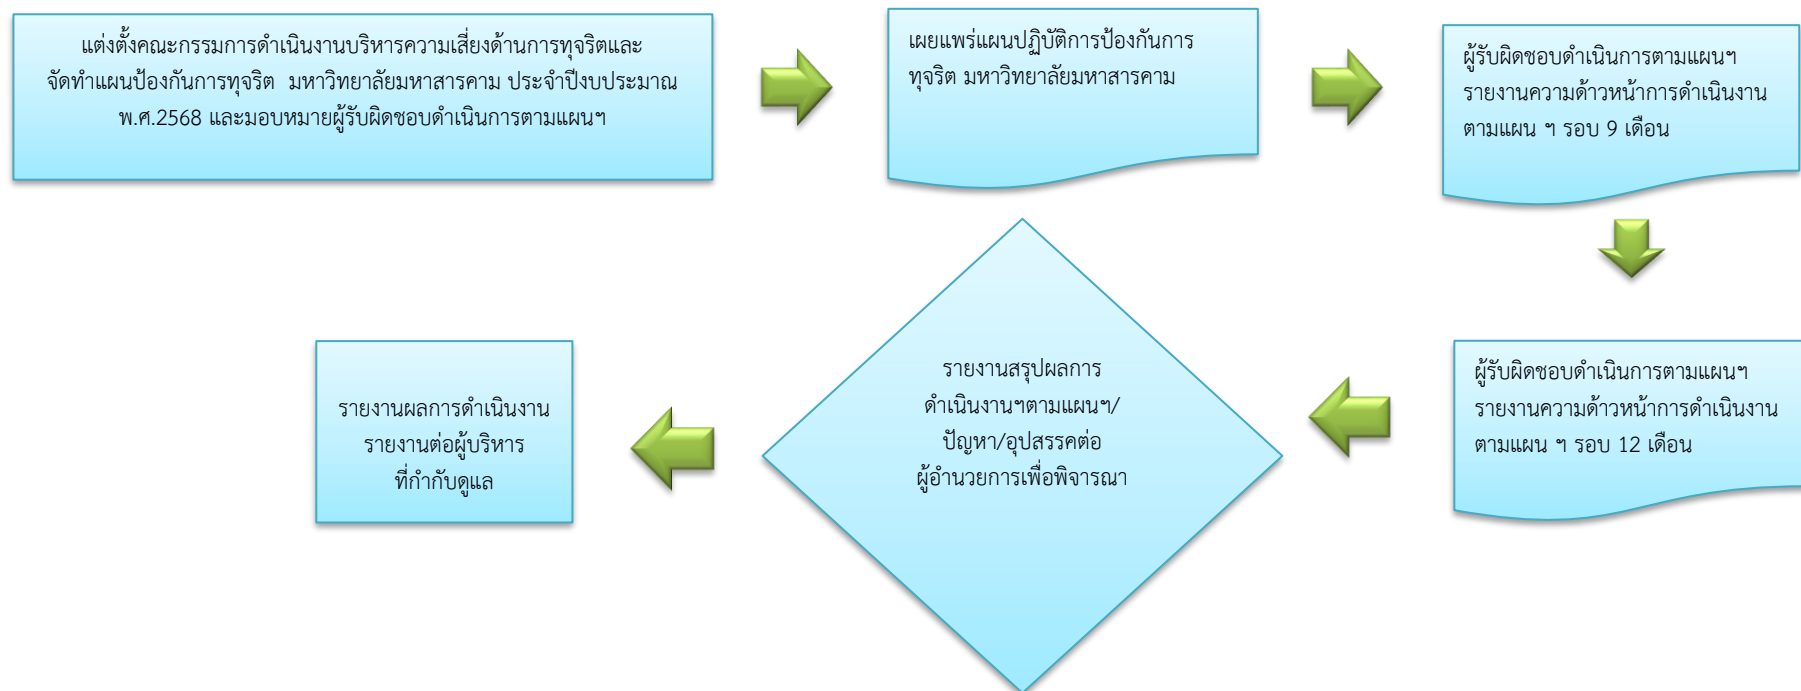 แต่งตั้งคณะกรรมการดำเนินงานบริหารความเสี่ยงด้านการทุจริตและ
จัดทำแผนป้องกันการทุจริต มหาวิทยาลัยมหาสารคาม ประจำปีงบประมาณ
พ.ศ.2568 และมอบหมายผู้รับผิดชอบดำเนินการตามแผนฯ
เผยแพร่แผนปฏิบัติการป้องกันการ
ทุจริต มหาวิทยาลัยมหาสารคาม
ผู้รับผิดชอบดำเนินการตามแผนฯ
รายงานความด้าวหน้าการดำเนินงาน
ตามแผน ฯ รอบ 9 เดือน
ผู้รับผิดชอบดำเนินการตามแผนฯ
รายงานความด้าวหน้าการดำเนินงาน
ตามแผน ฯ รอบ 12 เดือน
รายงานสรุปผลการ
ดำเนินงานฯตามแผนฯ/
ปัญหา/อุปสรรคต่อ
ผู้อำนวยการเพื่อพิจารณา
รายงานผลการดำเนินงาน
รายงานต่อผู้บริหาร
ที่กำกับดูแล